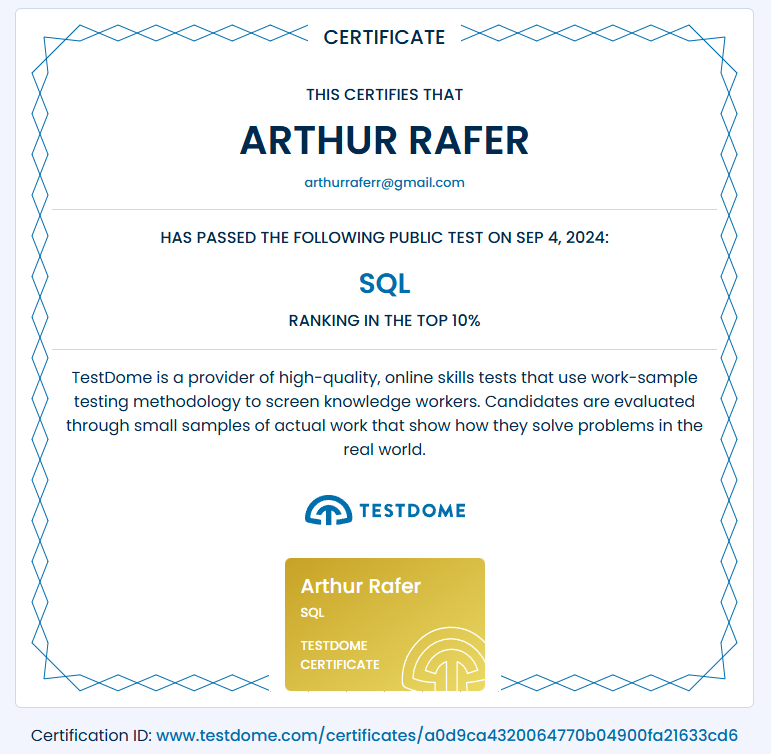 CERTIFICATE
THIS CERTIFIES THAT
ARTHUR RAFER
arthurraferr@gmail.com
HAS PASSED THE FOLLOWING PUBLIC TEST ON SEP 4, 2024:
SQL
RANKING IN THE TOP 10%
TestDome is a provider of high-quality, online skills tests that use work-sample
testing methodology to screen knowledge workers. Candidates are evaluated
through small samples of actual work that show how they solve problems in the
real world.
TESTDOME
Arthur Rafer
SQL
TESTDOME
CERTIFICATE
Certification ID: www.testdome.com/certificates/a0d9ca4320064770b04900fa21633cd6